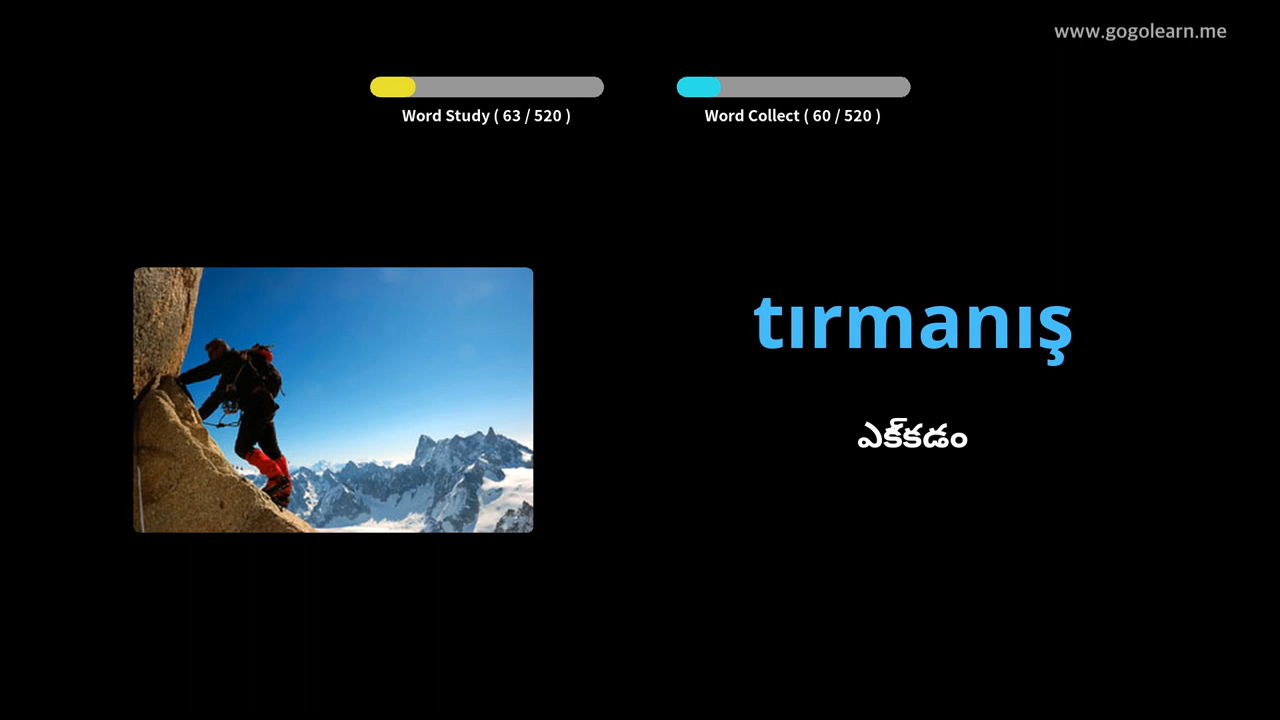 www.gogolearn.me
Word Study ( 63 / 520 )
Word Collect ( 60 / 520 )
tırmanış
ఎక్కడం